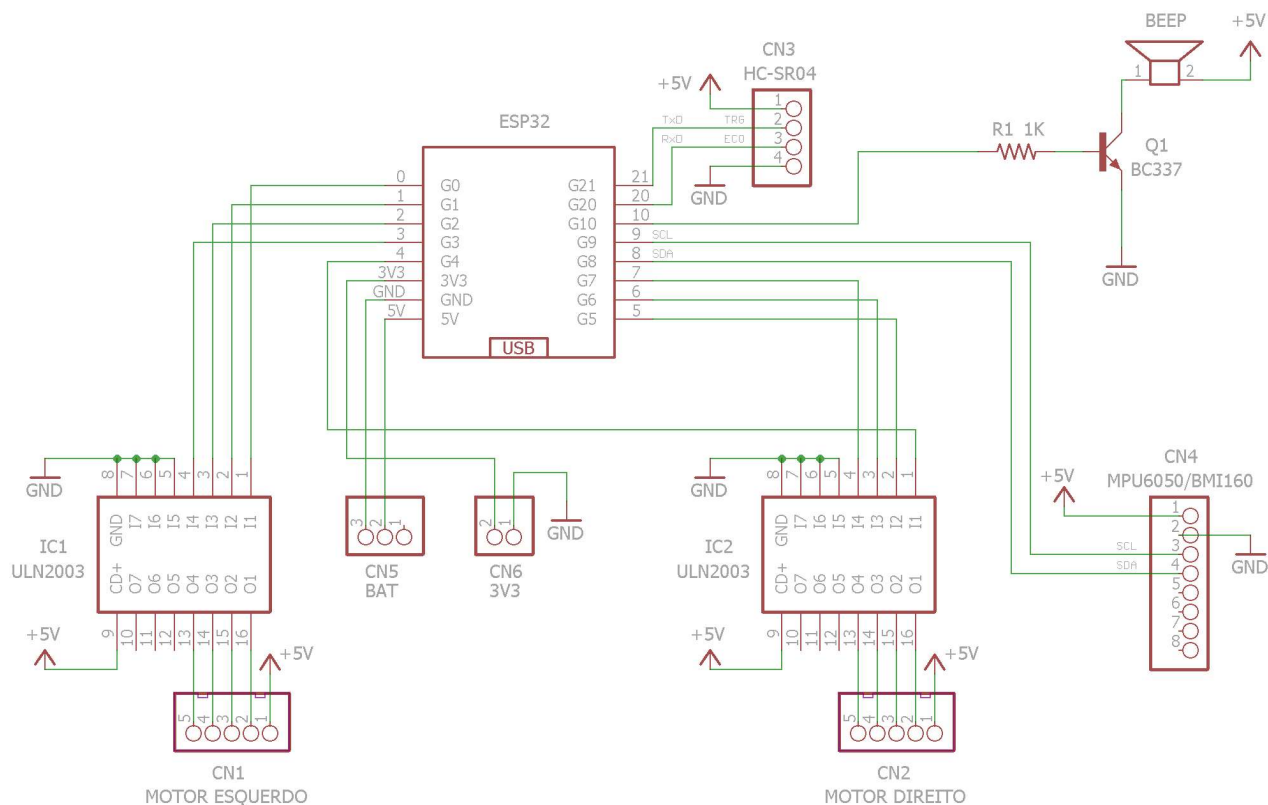 BEEP
+5V
1
2
CN3
HC-SR04
+5V
1
TxD TRG 2
RxD ECO 3
4
GND
R1 1K
Q1
BC337
GND
ESP32
0 G0 G21 21
1 G1 G20 20
2 G2 G10 10
3 G3 G9 9 SCL
4 G4 G8 8 SDA
3V3 3V3 G7 7
GND GND G6 6
5V 5V G5 5
USB
GND
8 7 6 5 4 3 2 1
GND I7 I6 I5 I4 I3 I2 I1
IC1
ULN2003
CD+ O7 O6 O5 O4 O3 O2 O1
9 10 11 12 13 14 15 16
+5V
+5V
5 4 3 2 1
CN1
MOTOR ESQUERDO
3 2 1
CN5
BAT
2 1
CN6
3V3
GND
GND
8 7 6 5 4 3 2 1
GND I7 I6 I5 I4 I3 I2 I1
IC2
ULN2003
CD+ O7 O6 O5 O4 O3 O2 O1
9 10 11 12 13 14 15 16
+5V
+5V
5 4 3 2 1
CN2
MOTOR DIREITO
CN4
MPU6050/BMI160
+5V
1
2
SCL 3
SDA 4
5
6
7
8
GND